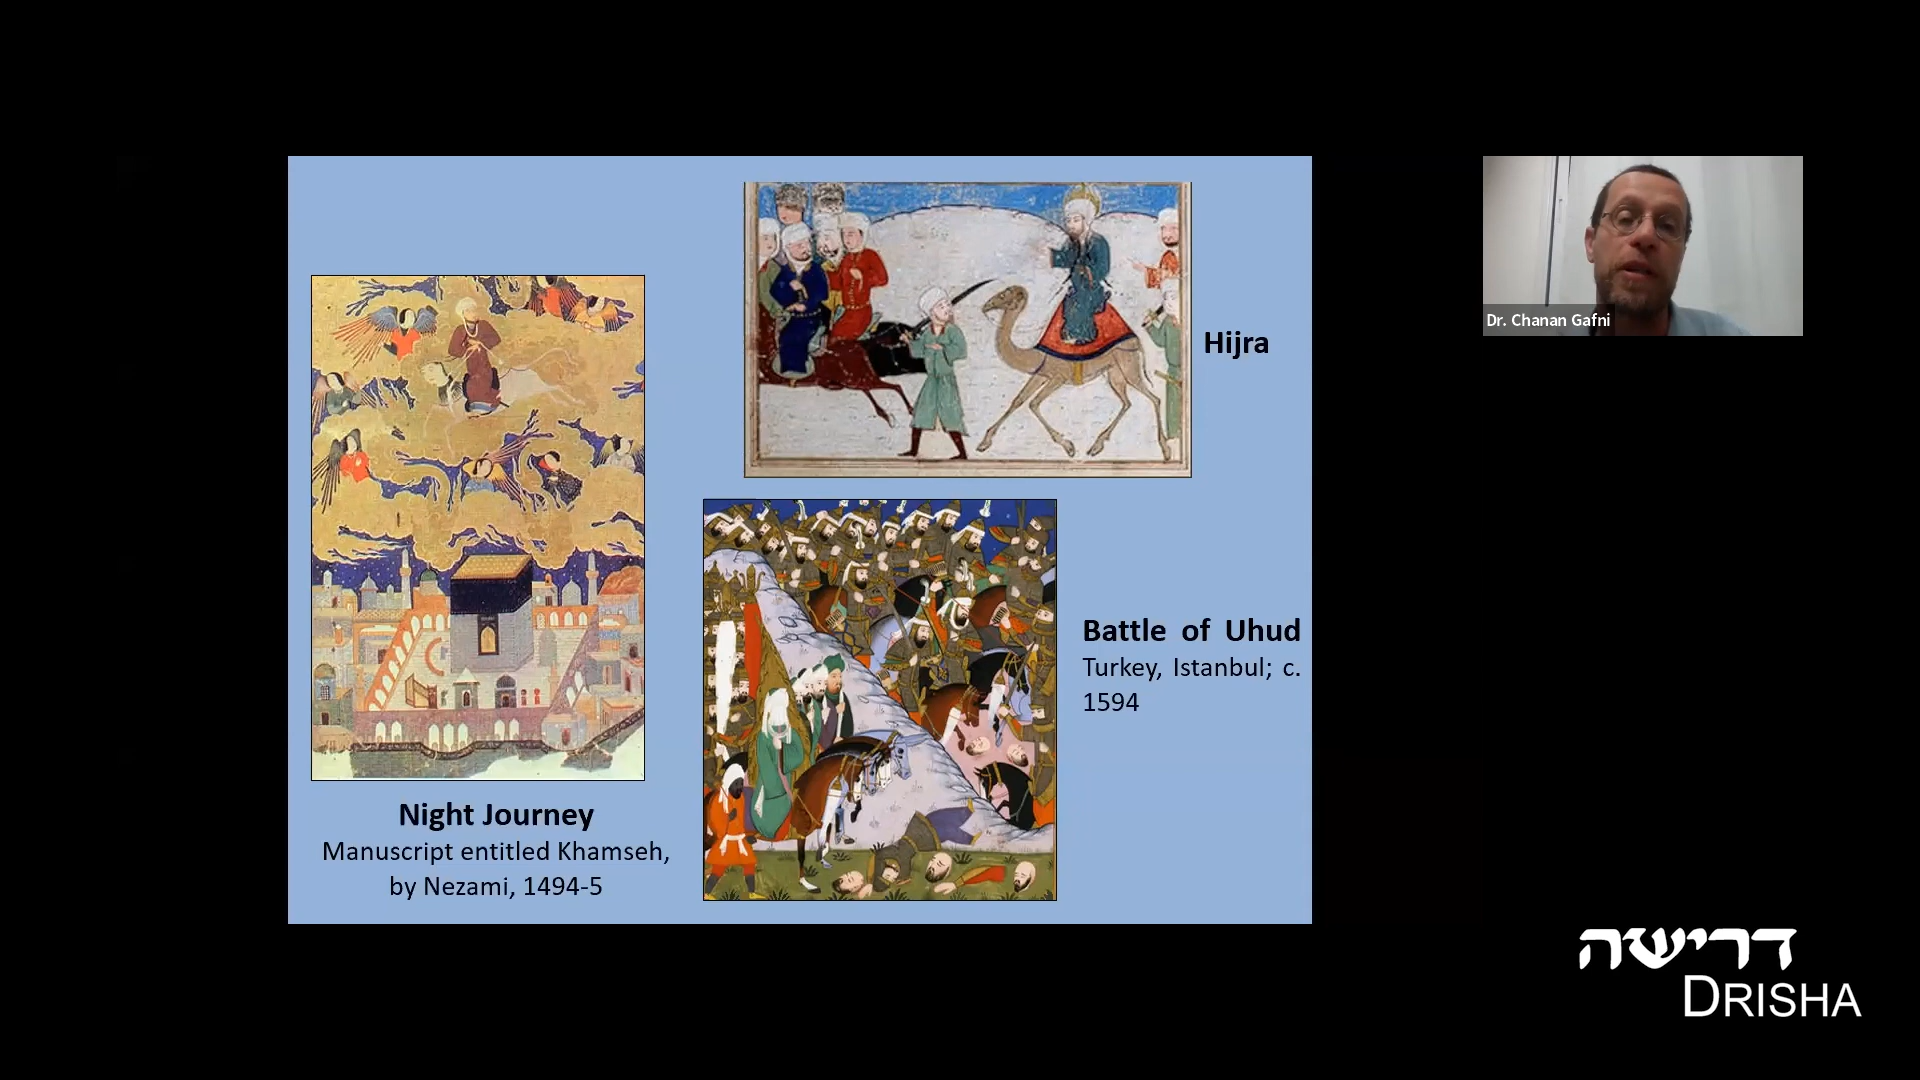 Hijra
Battle of Uhud
Turkey, Istanbul; c.
1594
Night Journey
Manuscript entitled Khamseh,
by Nezami, 1494-5
Dr. Chanan Gafni
דרישה
DRISHA